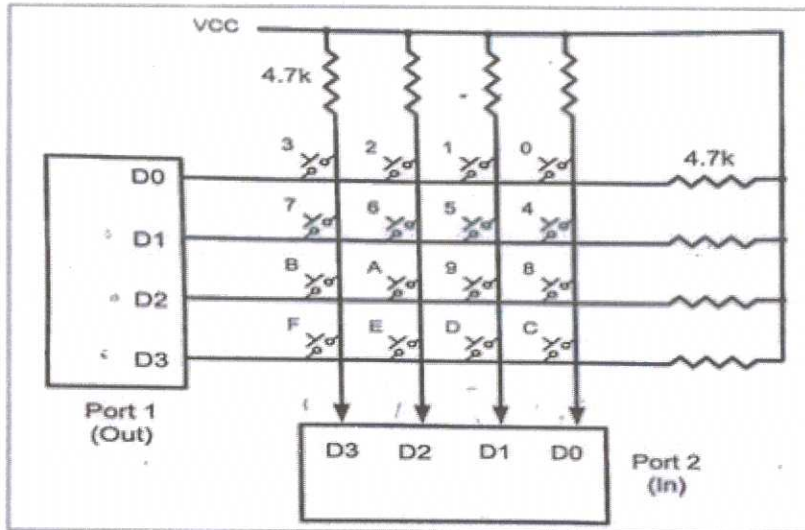 VCC
4.7k
3 2 1 0
4.7k
D0
7 6 5 4
D1
B A 9 8
D2
F E D C
D3
Port 1
(Out)
D3 D2 D1 D0
Port 2
(In)